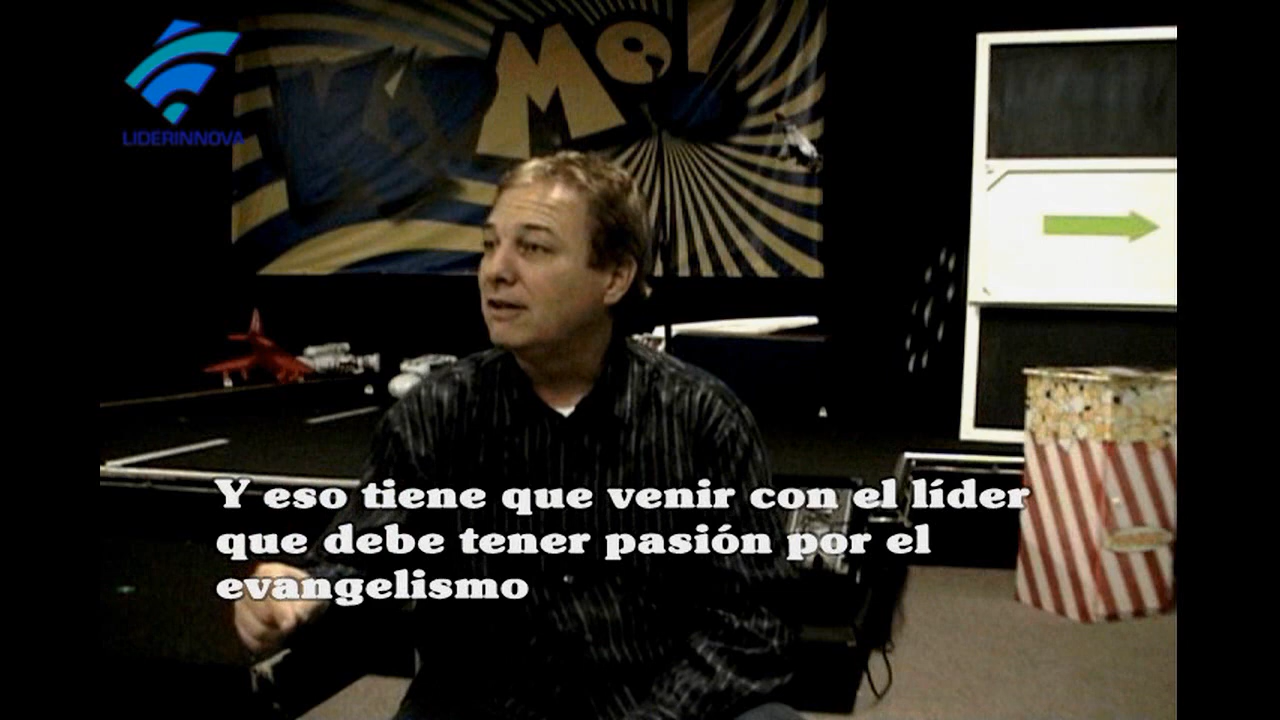 LIDERINNOVA
Y eso tiene que venir con el líder
que debe tener pasión por el
evangelismo